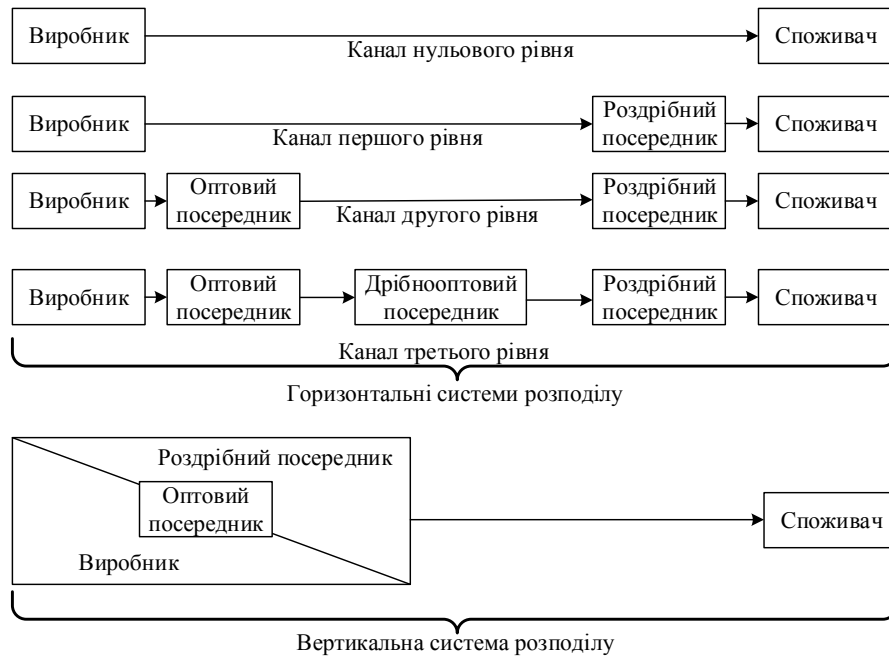 Виробник
Канал нульового рівня
Споживач
Виробник
Канал першого рівня
Роздрібний
посередник
Споживач
Виробник
Оптовий
посередник
Канал другого рівня
Роздрібний
посередник
Споживач
Виробник
Оптовий
посередник
Дрібнооптовий
посередник
Роздрібний
посередник
Споживач
Канал третього рівня
Горизонтальні системи розподілу
Роздрібний посередник
Оптовий
посередник
Виробник
Споживач
Вертикальна система розподілу